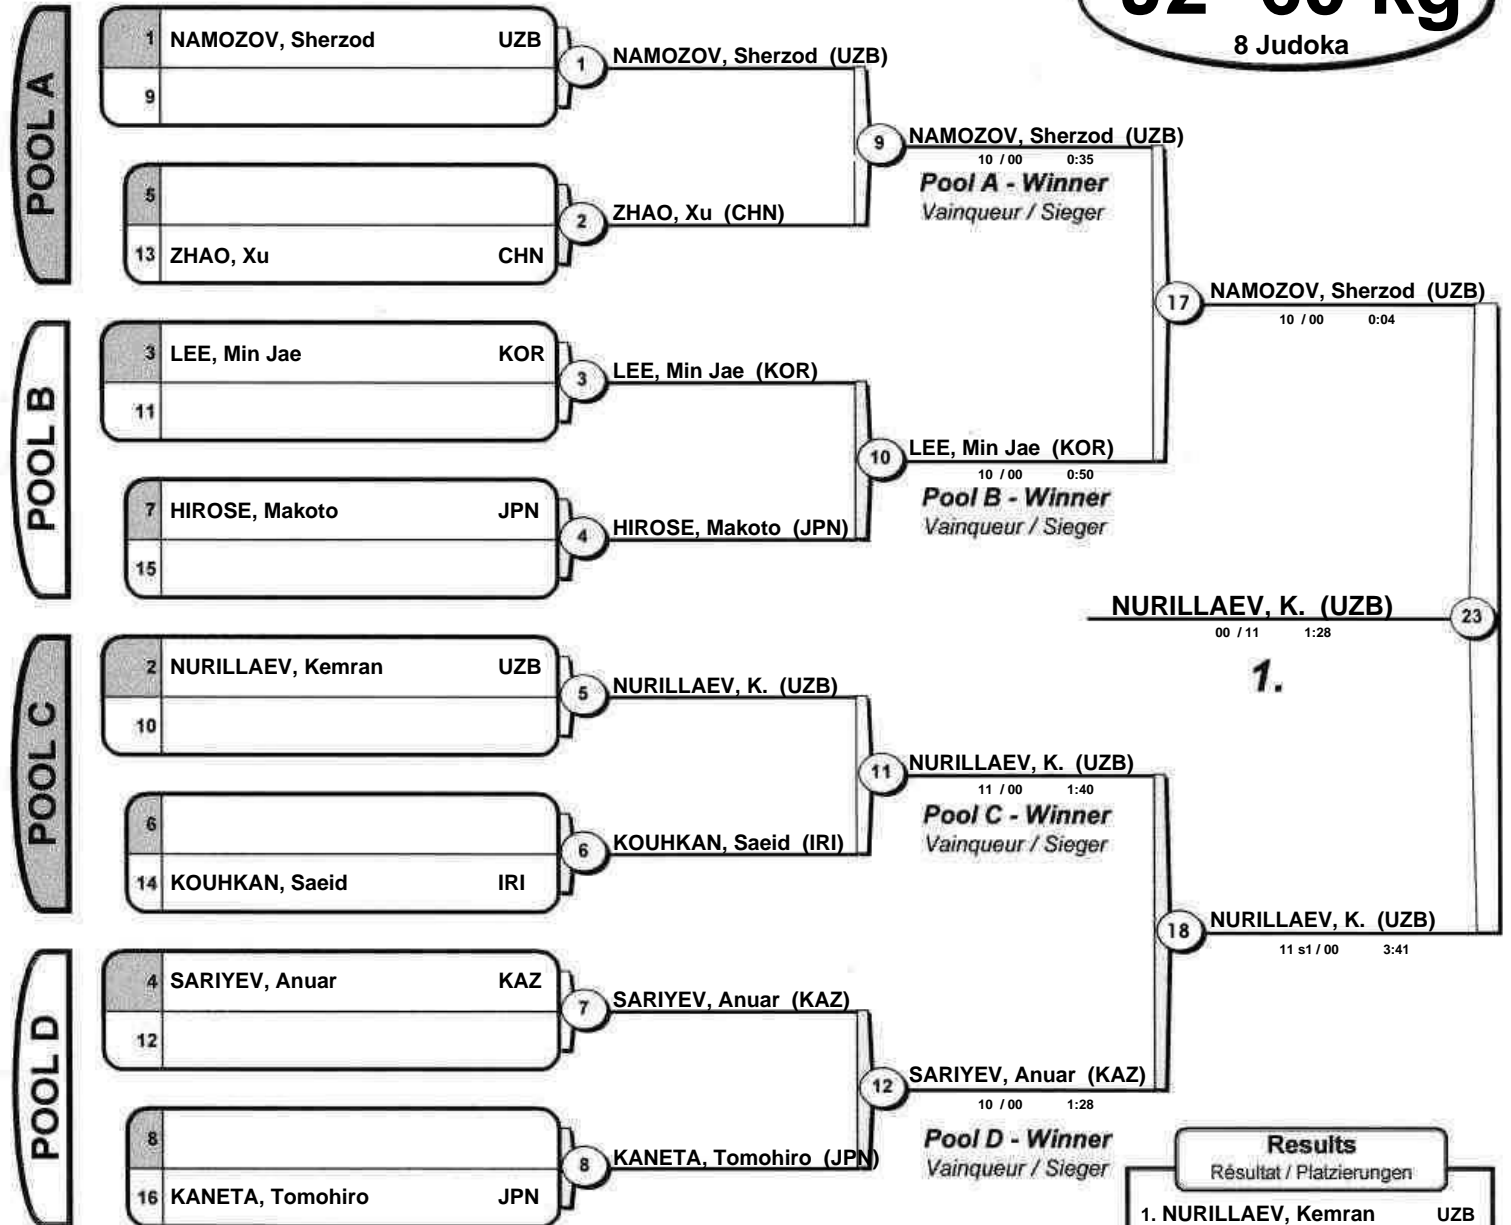 8 Judoka
POOL A
1 NAMOZOV, Sherzod UZB
9
5
13 ZHAO, Xu CHN
1 NAMOZOV, Sherzod (UZB)
2 ZHAO, Xu (CHN)
9 NAMOZOV, Sherzod (UZB)
10 / 00 0:35
Pool A - Winner
Vainqueur / Sieger
POOL B
3 LEE, Min Jae KOR
11
7 HIROSE, Makoto JPN
15
3 LEE, Min Jae (KOR)
4 HIROSE, Makoto (JPN)
10 LEE, Min Jae (KOR)
10 / 00 0:50
Pool B - Winner
Vainqueur / Sieger
17 NAMOZOV, Sherzod (UZB)
10 / 00 0:04
NURILLAEV, K. (UZB) 23
00 / 11 1:28
1.
POOL C
2 NURILLAEV, Kemran UZB
10
6
14 KOUHKAN, Saeid IRI
5 NURILLAEV, K. (UZB)
6 KOUHKAN, Saeid (IRI)
11 NURILLAEV, K. (UZB)
11 / 00 1:40
Pool C - Winner
Vainqueur / Sieger
POOL D
4 SARIYEV, Anuar KAZ
12
8
16 KANETA, Tomohiro JPN
7 SARIYEV, Anuar (KAZ)
8 KANETA, Tomohiro (JPN)
12 SARIYEV, Anuar (KAZ)
10 / 00 1:28
Pool D - Winner
Vainqueur / Sieger
18 NURILLAEV, K. (UZB)
11 s1 / 00 3:41
Results
Résultat / Platzierungen
1. NURILLAEV, Kemran UZB